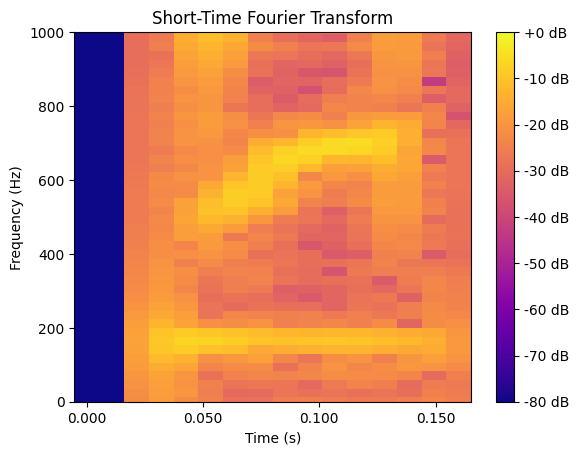 Short-Time Fourier Transform
1000
800
600
400
200
0
Frequency (Hz)
0.000
0.050
0.100
0.150
Time (s)
+0 dB
-10 dB
-20 dB
-30 dB
-40 dB
-50 dB
-60 dB
-70 dB
-80 dB